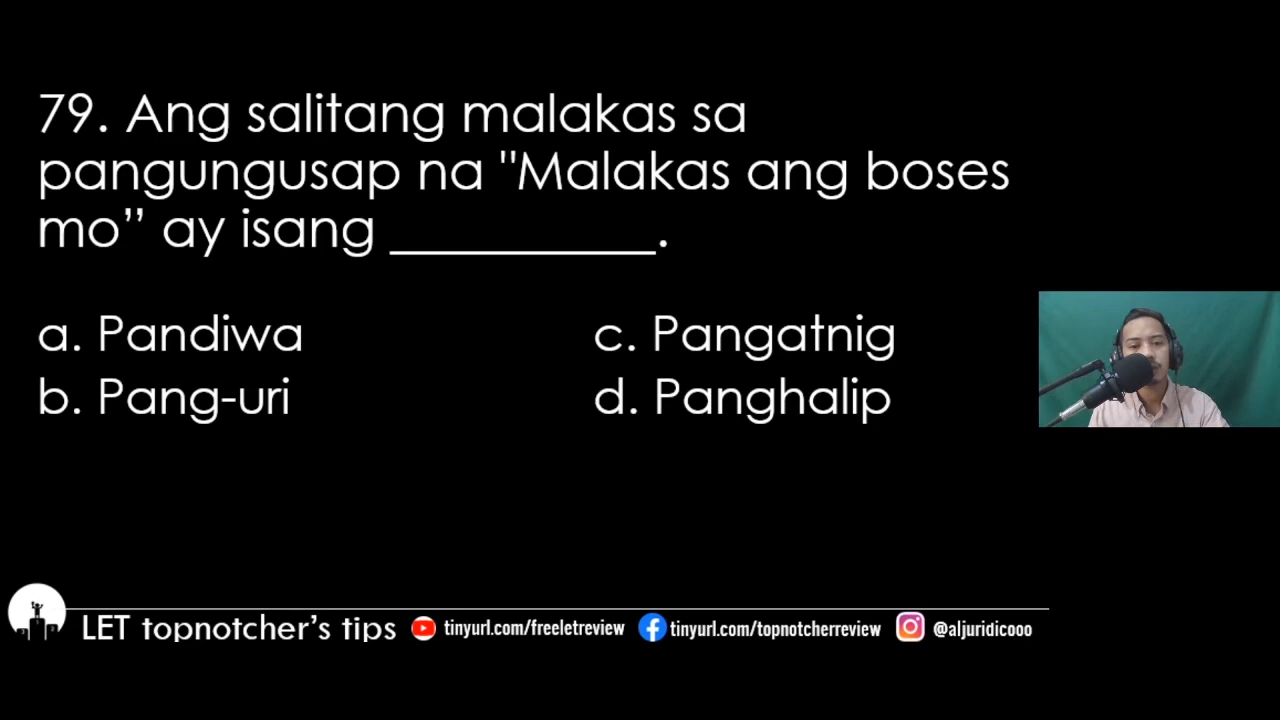 79. Ang salitang malakas sa
pangungusap na "Malakas ang boses
mo” ay isang __________.
a. Pandiwa
b. Pang-uri
c. Pangatnig
d. Panghalip
LET topnotcher’s tips tinyurl.com/freeletreview tinyurl.com/topnotcherreview @aljuridicooo